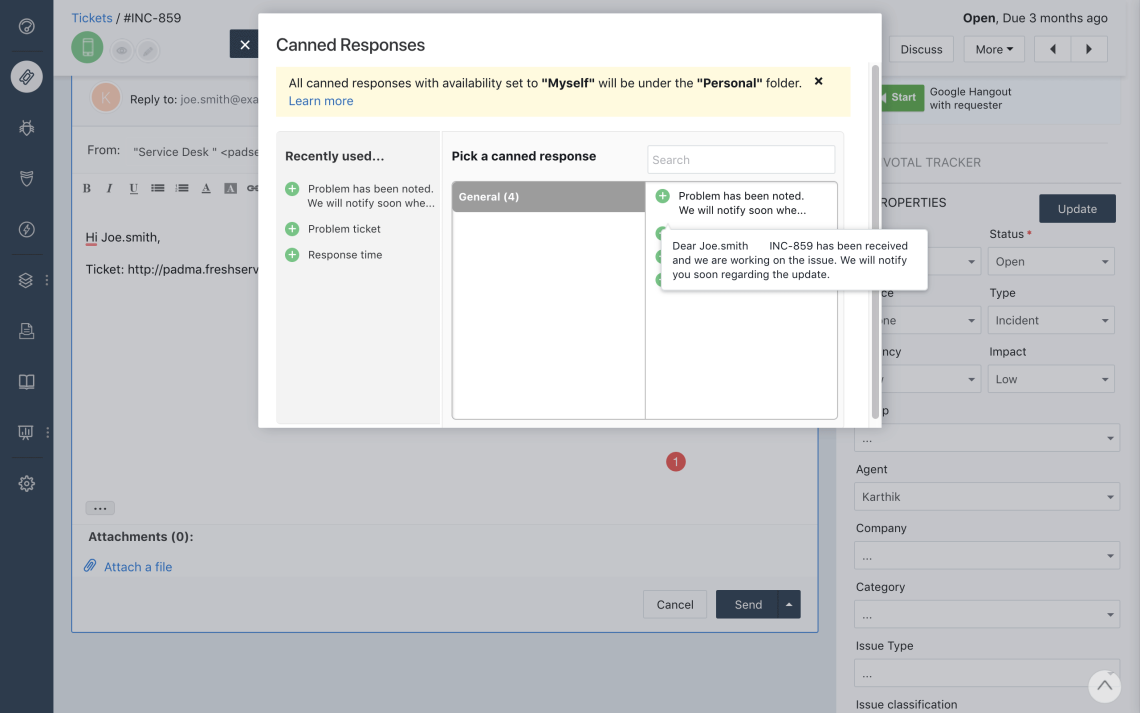 Tickets / #INC-859
Open, Due 3 months ago
Discuss
More
K
Reply to: joe.smith@exa
From:
"Service Desk " <padse
B I U A A
Hi Joe.smith,
Ticket: http://padma.freshserv
Canned Responses
All canned responses with availability set to "Myself" will be under the "Personal" folder.
Learn more
Recently used...
Problem has been noted.
We will notify soon whe...
Problem ticket
Response time
Pick a canned response
Search
General (4)
Problem has been noted.
We will notify soon whe...
Dear Joe.smith INC-859 has been received
and we are working on the issue. We will notify
you soon regarding the update.
1
...
Attachments (0):
Attach a file
Cancel
Send
Start
Google Hangout
with requester
VOTAL TRACKER
ROPERTIES
Update
Status *
Open
ce
Type
ne
Incident
ncy
Impact
Low
p
...
Agent
Karthik
Company
...
Category
...
Issue Type
...
Issue classification